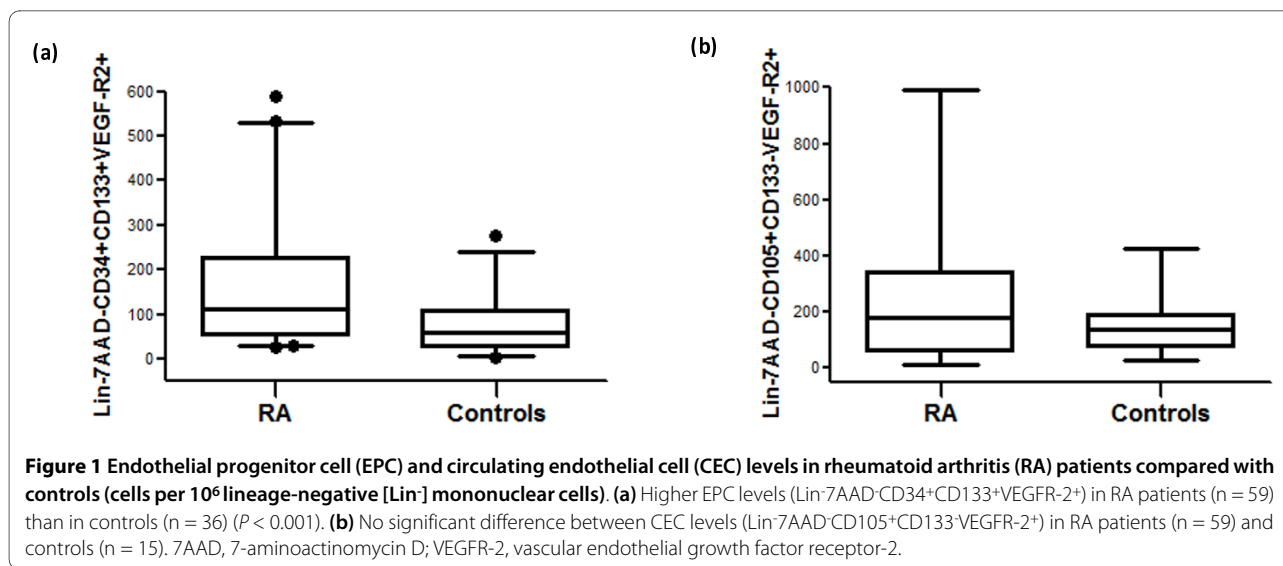 (a)
Lin-7AAD-CD34+CD133+VEGF-R2+
600
500
400
300
200
100
0
RA
Controls
(b)
Lin-7AAD-CD105+CD133-VEGF-R2+
1000
800
600
400
200
0
RA
Controls
Figure 1 Endothelial progenitor cell (EPC) and circulating endothelial cell (CEC) levels in rheumatoid arthritis (RA) patients compared with
controls (cells per 10⁶ lineage-negative [Lin⁻] mononuclear cells). (a) Higher EPC levels (Lin⁻7AAD⁻CD34⁺CD133⁺VEGFR-2⁺) in RA patients (n = 59)
than in controls (n = 36) (P < 0.001). (b) No significant difference between CEC levels (Lin⁻7AAD⁻CD105⁺CD133⁻VEGFR-2⁺) in RA patients (n = 59) and
controls (n = 15). 7AAD, 7-aminoactinomycin D; VEGFR-2, vascular endothelial growth factor receptor-2.